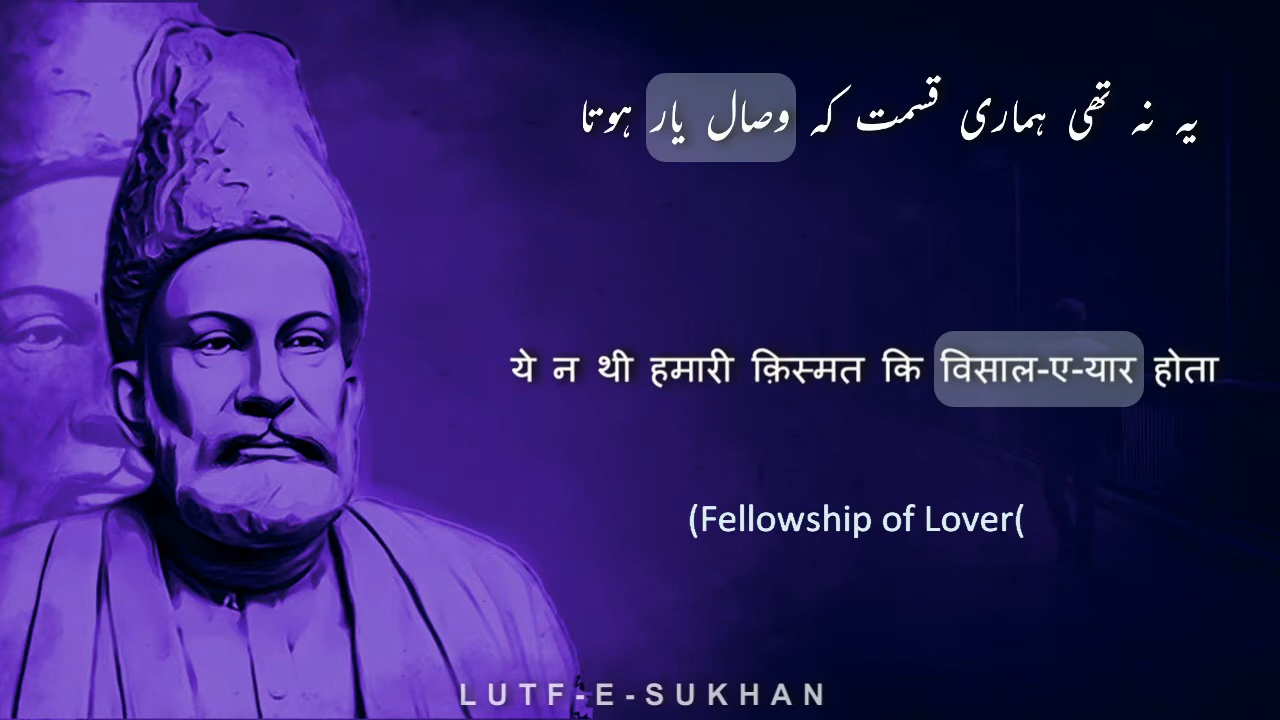 یہ نہ تھی ہماری قسمت کہ وصال یار ہوتا
ये न थी हमारी क़िस्मत कि विसाल-ए-यार होता
(Fellowship of Lover(
LUTF-E-SUKHAN